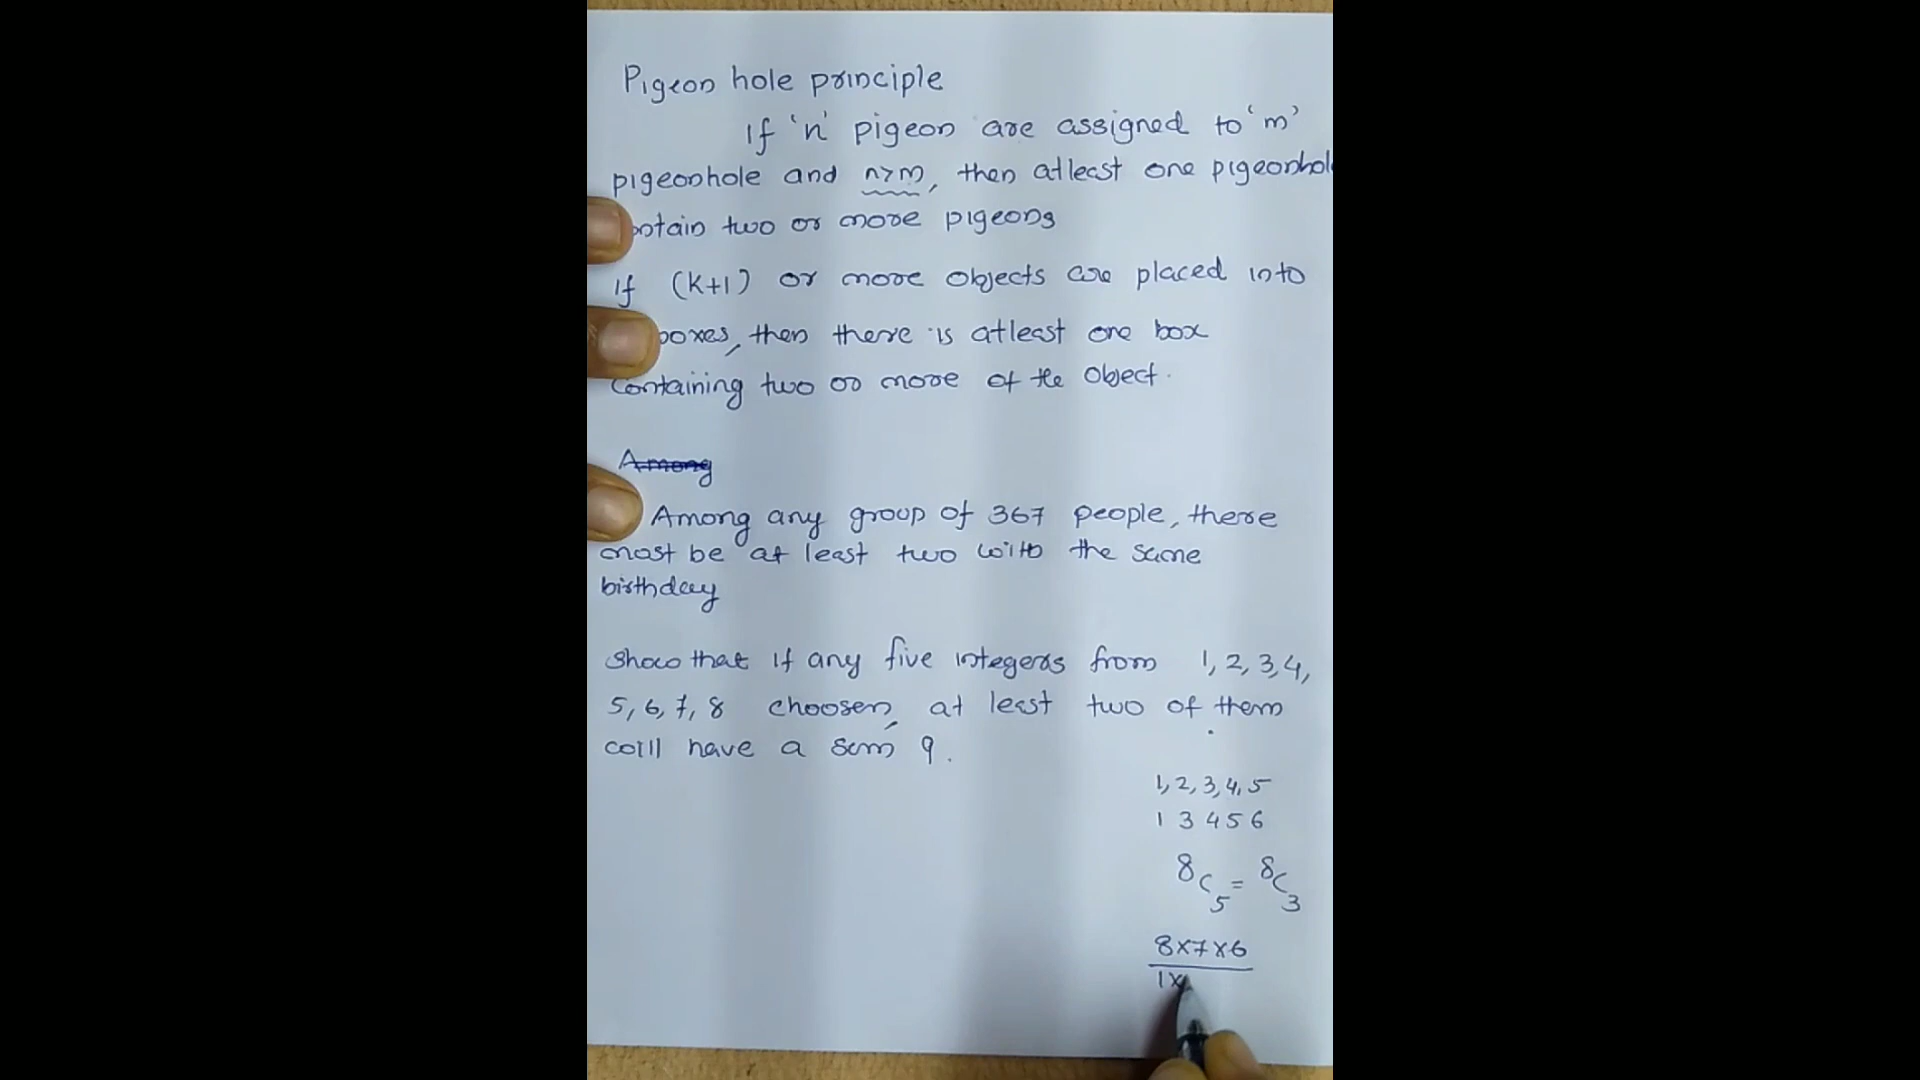 Pigeon hole principle
If 'n' pigeon are assigned to 'm'
pigeonhole and n>m, then atleast one pigeonhole
ontain two or more pigeons
If (k+1) or more objects are placed into
boxes, then there is atleast one box
containing two or more of the object.
Among
Among any group of 367 people, there
must be at least two with the same
birthday
Show that if any five integers from 1, 2, 3, 4,
5, 6, 7, 8 choosen, at least two of them
will have a sum 9.
1, 2, 3, 4, 5
1 3 4 5 6
8C5 = 8C3
8×7×6
1×